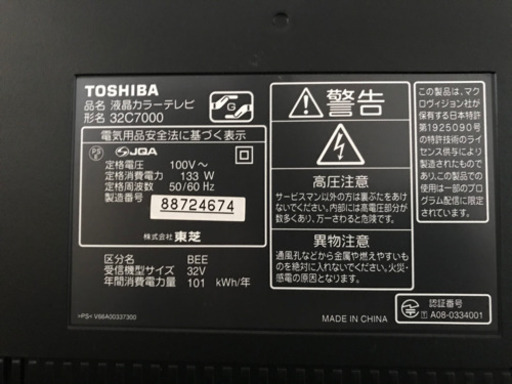 TOSHIBA
品名 液晶カラーテレビ
形名 32C7000
G
電気用品安全法に基づく表示
PS E JQA
定格電圧 100V～
定格消費電力 133 W
定格周波数 50/60 Hz
製造番号
88724674
株式会社 東芝
区分名 BEE
受信機型サイズ 32V
年間消費電力量 101 kWh/年
>PS< V66A00337300
警告
高圧注意
サービスマン以外の方は裏ぶたをあけ
ないでください。内部には高電圧部分が
数多くあり、万一さわると危険です。
異物注意
通風孔などから金属や燃えやすいもの
を絶対に入れないでください。火災・感
電の原因となります。
MADE IN CHINA
この製品は、マク
ロヴィジョン社が
保有する日本特許
第1925090号
の特許技術のライ
センス供与により
実施されておりま
す。この製品での
使用は一部のプロ
グラム配信に限定
されます。
認証番号
T A08-0334001